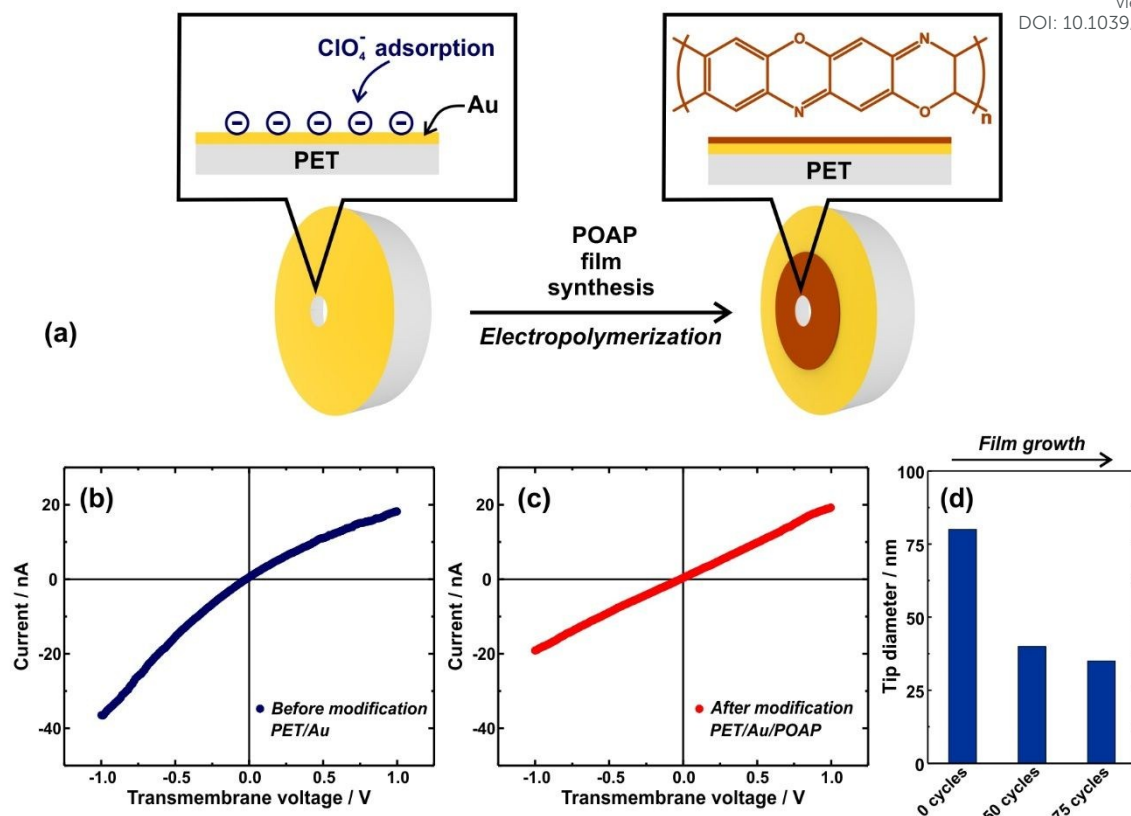 DOI: 10.1039,
ClO₄⁻ adsorption
Au
PET
O
N
N
O
n
PET
POAP
film
synthesis
Electropolymerization
(a)
(b)
20
0
-20
-40
Current / nA
-1.0 -0.5 0.0 0.5 1.0
Transmembrane voltage / V
Before modification
PET/Au
(c)
20
0
-20
-40
Current / nA
-1.0 -0.5 0.0 0.5 1.0
Transmembrane voltage / V
After modification
PET/Au/POAP
Film growth
(d)
100
75
50
25
0
Tip diameter / nm
0 cycles
50 cycles
75 cycles